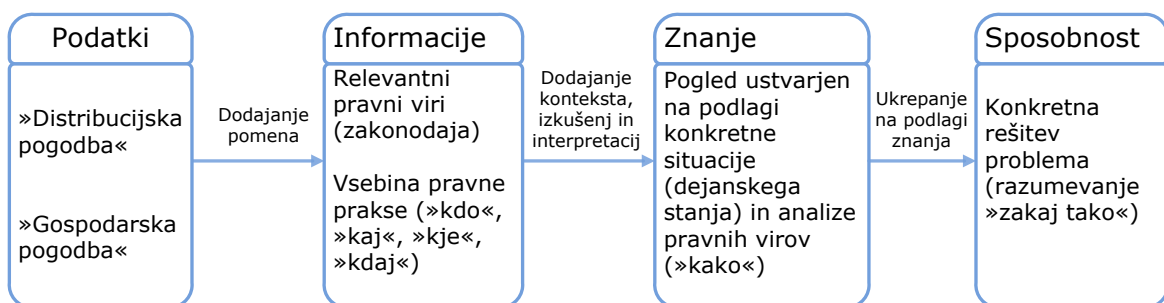 Podatki
»Distribucijska
pogodba«
»Gospodarska
pogodba«
Dodajanje
pomena
Informacije
Relevantni
pravni viri
(zakonodaja)
Vsebina pravne
prakse (»kdo«,
»kaj«, »kje«,
»kdaj«)
Dodajanje
konteksta,
izkušenj in
interpretacij
Znanje
Pogled ustvarjen
na podlagi
konkretne
situacije
(dejanskega
stanja) in analize
pravnih virov
(»kako«)
Ukrepanje
na podlagi
znanja
Sposobnost
Konkretna
rešitev
problema
(razumevanje
»zakaj tako«)